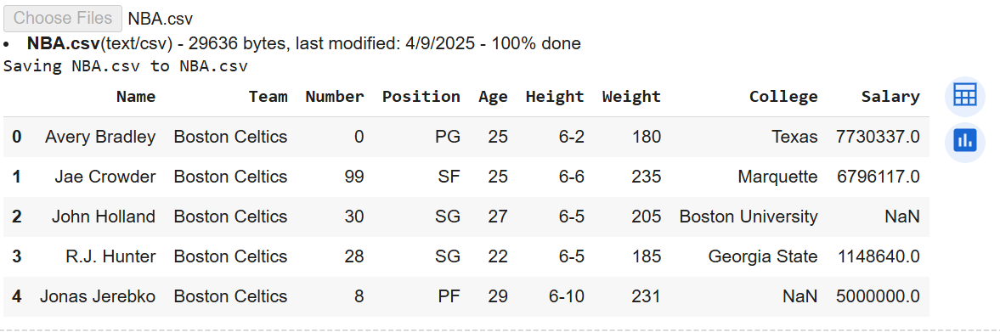 Choose Files NBA.csv
• NBA.csv(text/csv) - 29636 bytes, last modified: 4/9/2025 - 100% done
Saving NBA.csv to NBA.csv
Name Team Number Position Age Height Weight College Salary
0 Avery Bradley Boston Celtics 0 PG 25 6-2 180 Texas 7730337.0
1 Jae Crowder Boston Celtics 99 SF 25 6-6 235 Marquette 6796117.0
2 John Holland Boston Celtics 30 SG 27 6-5 205 Boston University NaN
3 R.J. Hunter Boston Celtics 28 SG 22 6-5 185 Georgia State 1148640.0
4 Jonas Jerebko Boston Celtics 8 PF 29 6-10 231 NaN 5000000.0